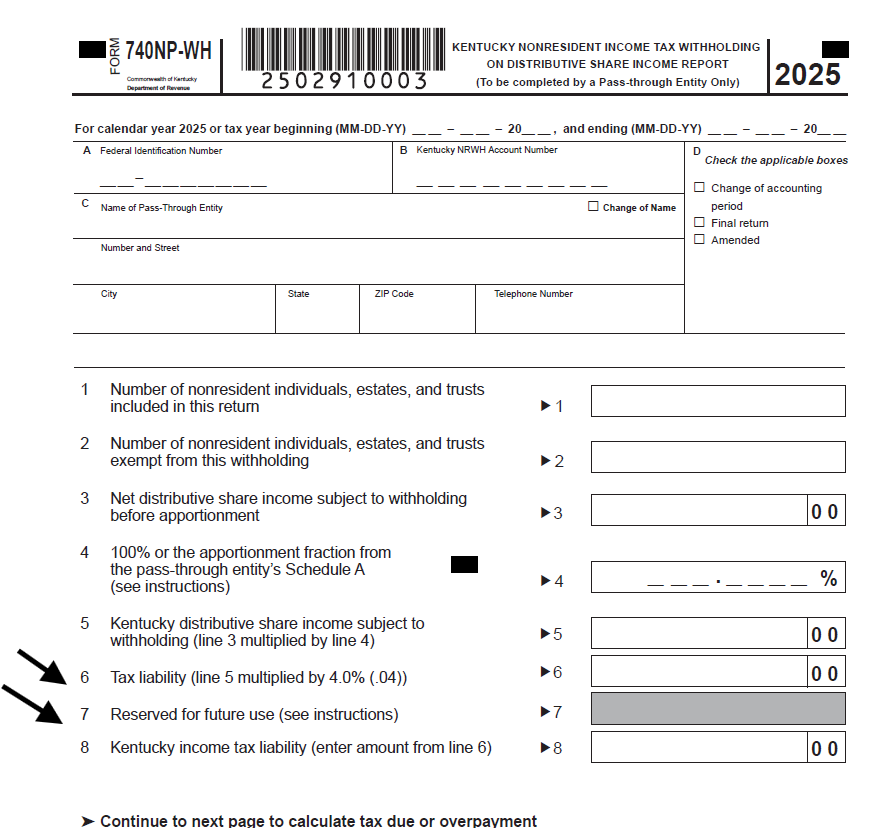 FORM 740NP-WH
Commonwealth of Kentucky
Department of Revenue
2502910003
KENTUCKY NONRESIDENT INCOME TAX WITHHOLDING
ON DISTRIBUTIVE SHARE INCOME REPORT
(To be completed by a Pass-through Entity Only)
2025
For calendar year 2025 or tax year beginning (MM-DD-YY) __ __ – __ __ – 20__ __ , and ending (MM-DD-YY) __ __ – __ __ – 20__ __
A Federal Identification Number
__ __ – __ __ __ __ __ __ __
B Kentucky NRWH Account Number
__ __ __ __ __ __ __ __ __
D Check the applicable boxes
☐ Change of accounting
period
☐ Final return
☐ Amended
C Name of Pass-Through Entity ☐ Change of Name
Number and Street
City State ZIP Code Telephone Number
1 Number of nonresident individuals, estates, and trusts
included in this return ►1
2 Number of nonresident individuals, estates, and trusts
exempt from this withholding ►2
3 Net distributive share income subject to withholding
before apportionment ►3 00
4 100% or the apportionment fraction from
the pass-through entity's Schedule A
(see instructions) ►4 __ __ __ . __ __ __ __ %
5 Kentucky distributive share income subject to
withholding (line 3 multiplied by line 4) ►5 00
6 Tax liability (line 5 multiplied by 4.0% (.04)) ►6 00
7 Reserved for future use (see instructions) ►7
8 Kentucky income tax liability (enter amount from line 6) ►8 00
➤ Continue to next page to calculate tax due or overpayment